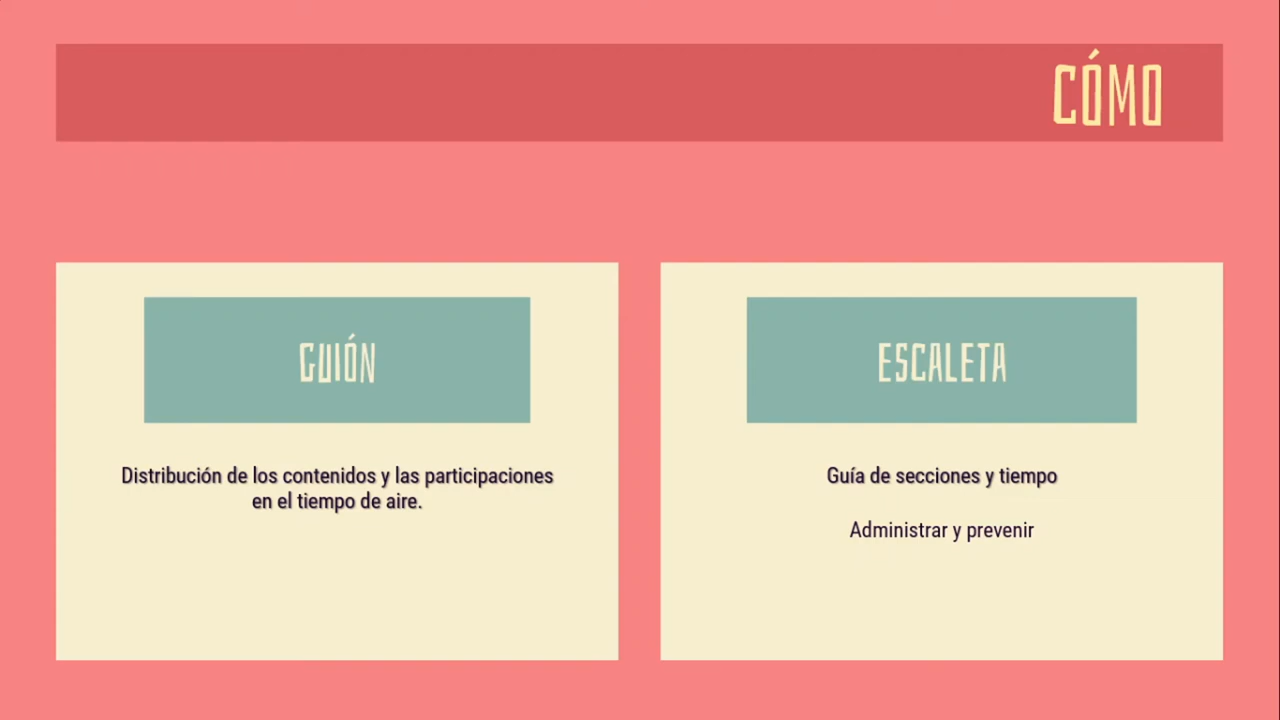 CÓMO
GUIÓN
Distribución de los contenidos y las participaciones
en el tiempo de aire.
ESCALETA
Guía de secciones y tiempo
Administrar y prevenir